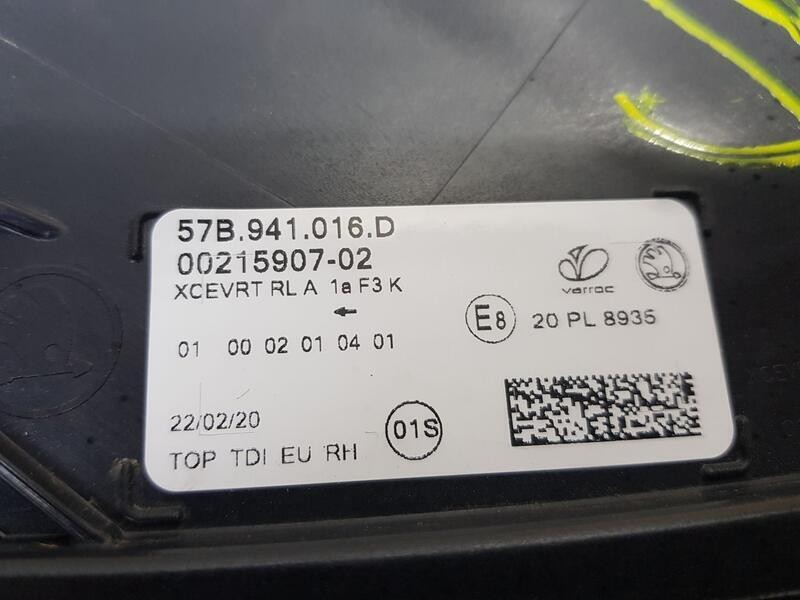 57B.941.016.D
00215907-02
XCEVRT RL A 1a F3 K
varroc
E8 20 PL 8935
01 00 02 01 04 01
22/02/20
01S
TOP TDI EU RH